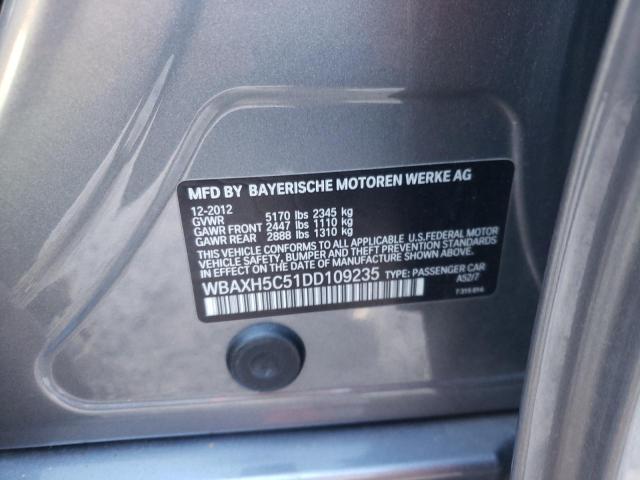 MFD BY BAYERISCHE MOTOREN WERKE AG
12-2012
GVWR 5170 lbs 2345 kg
GAWR FRONT 2447 lbs 1110 kg
GAWR REAR 2888 lbs 1310 kg
THIS VEHICLE CONFORMS TO ALL APPLICABLE U.S.FEDERAL MOTOR
VEHICLE SAFETY, BUMPER, AND THEFT PREVENTION STANDARDS
IN EFFECT ON THE DATE OF MANUFACTURE SHOWN ABOVE.
WBAXH5C51DD109235 TYPE: PASSENGER CAR
A52/7